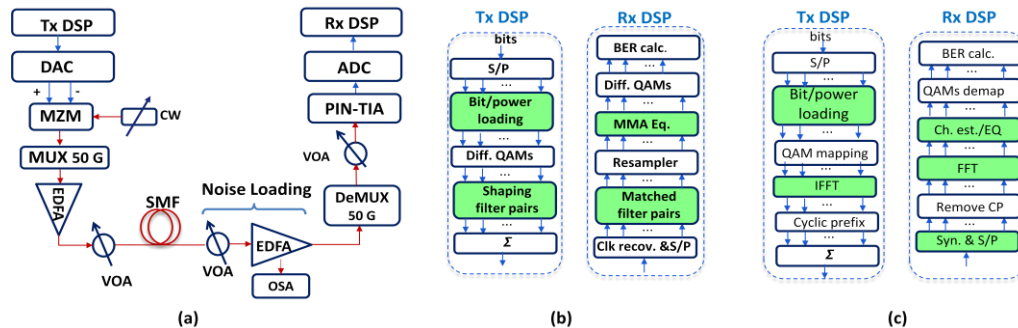 Tx DSP
DAC
+ -
MZM
CW
MUX 50 G
EDFA
VOA
SMF
Noise Loading
VOA
EDFA
OSA
DeMUX
50 G
VOA
PIN-TIA
ADC
Rx DSP
(a)
Tx DSP
bits
S/P
...
Bit/power
loading
...
Diff. QAMs
...
Shaping
filter pairs
...
Σ
Rx DSP
BER calc.
...
Diff. QAMs
...
MMA Eq.
...
Resampler
...
Matched
filter pairs
...
Clk recov. &S/P
(b)
Tx DSP
bits
S/P
...
Bit/power
loading
...
QAM mapping
...
IFFT
...
Cyclic prefix
...
Σ
Rx DSP
BER calc.
...
QAMs demap
...
Ch. est./EQ
...
FFT
...
Remove CP
...
Syn. & S/P
(c)